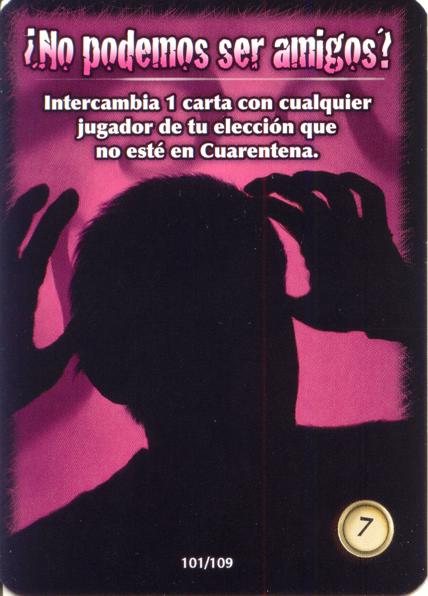 ¿No podemos ser amigos?
Intercambia 1 carta con cualquier
jugador de tu elección que
no esté en Cuarentena.
7
101/109